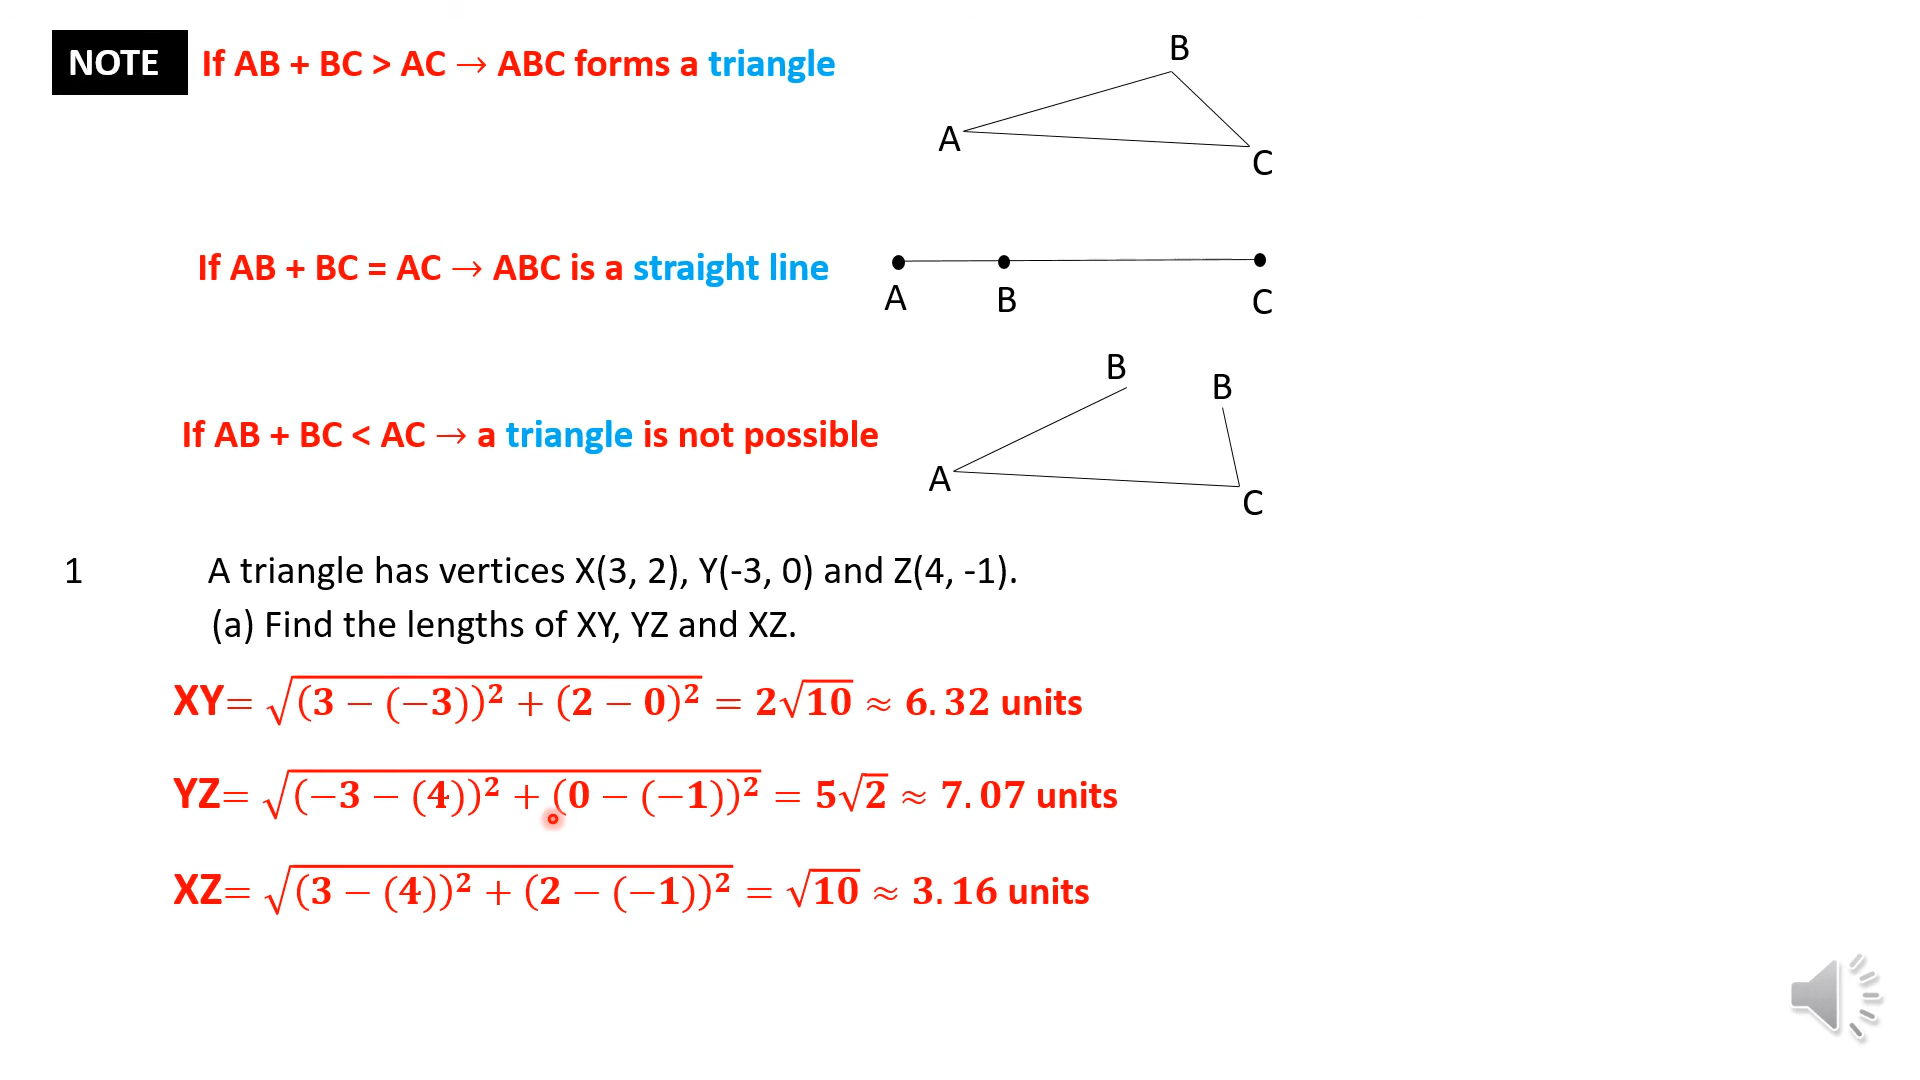 NOTE If AB + BC > AC → ABC forms a triangle
B
A
C
If AB + BC = AC → ABC is a straight line
A B C
B
B
If AB + BC < AC → a triangle is not possible
A
C
1 A triangle has vertices X(3, 2), Y(-3, 0) and Z(4, -1).
(a) Find the lengths of XY, YZ and XZ.
XY= √(3 − (−3))² + (2 − 0)² = 2√10 ≈ 6.32 units
YZ= √(−3 − (4))² + (0 − (−1))² = 5√2 ≈ 7.07 units
XZ= √(3 − (4))² + (2 − (−1))² = √10 ≈ 3.16 units